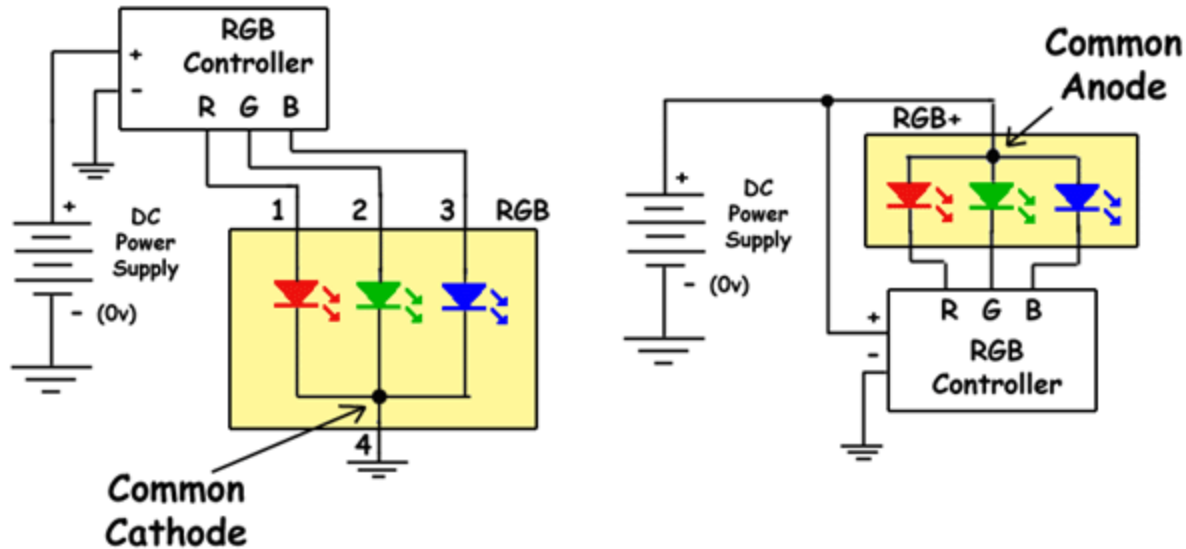 RGB
Controller
+
-
R G B
+
DC
Power
Supply
- (0v)
1 2 3 RGB
4
Common
Cathode
Common
Anode
RGB+
+
DC
Power
Supply
- (0v)
R G B
+
-
RGB
Controller